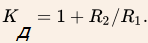 K_Д = 1 + R_2/R_1.